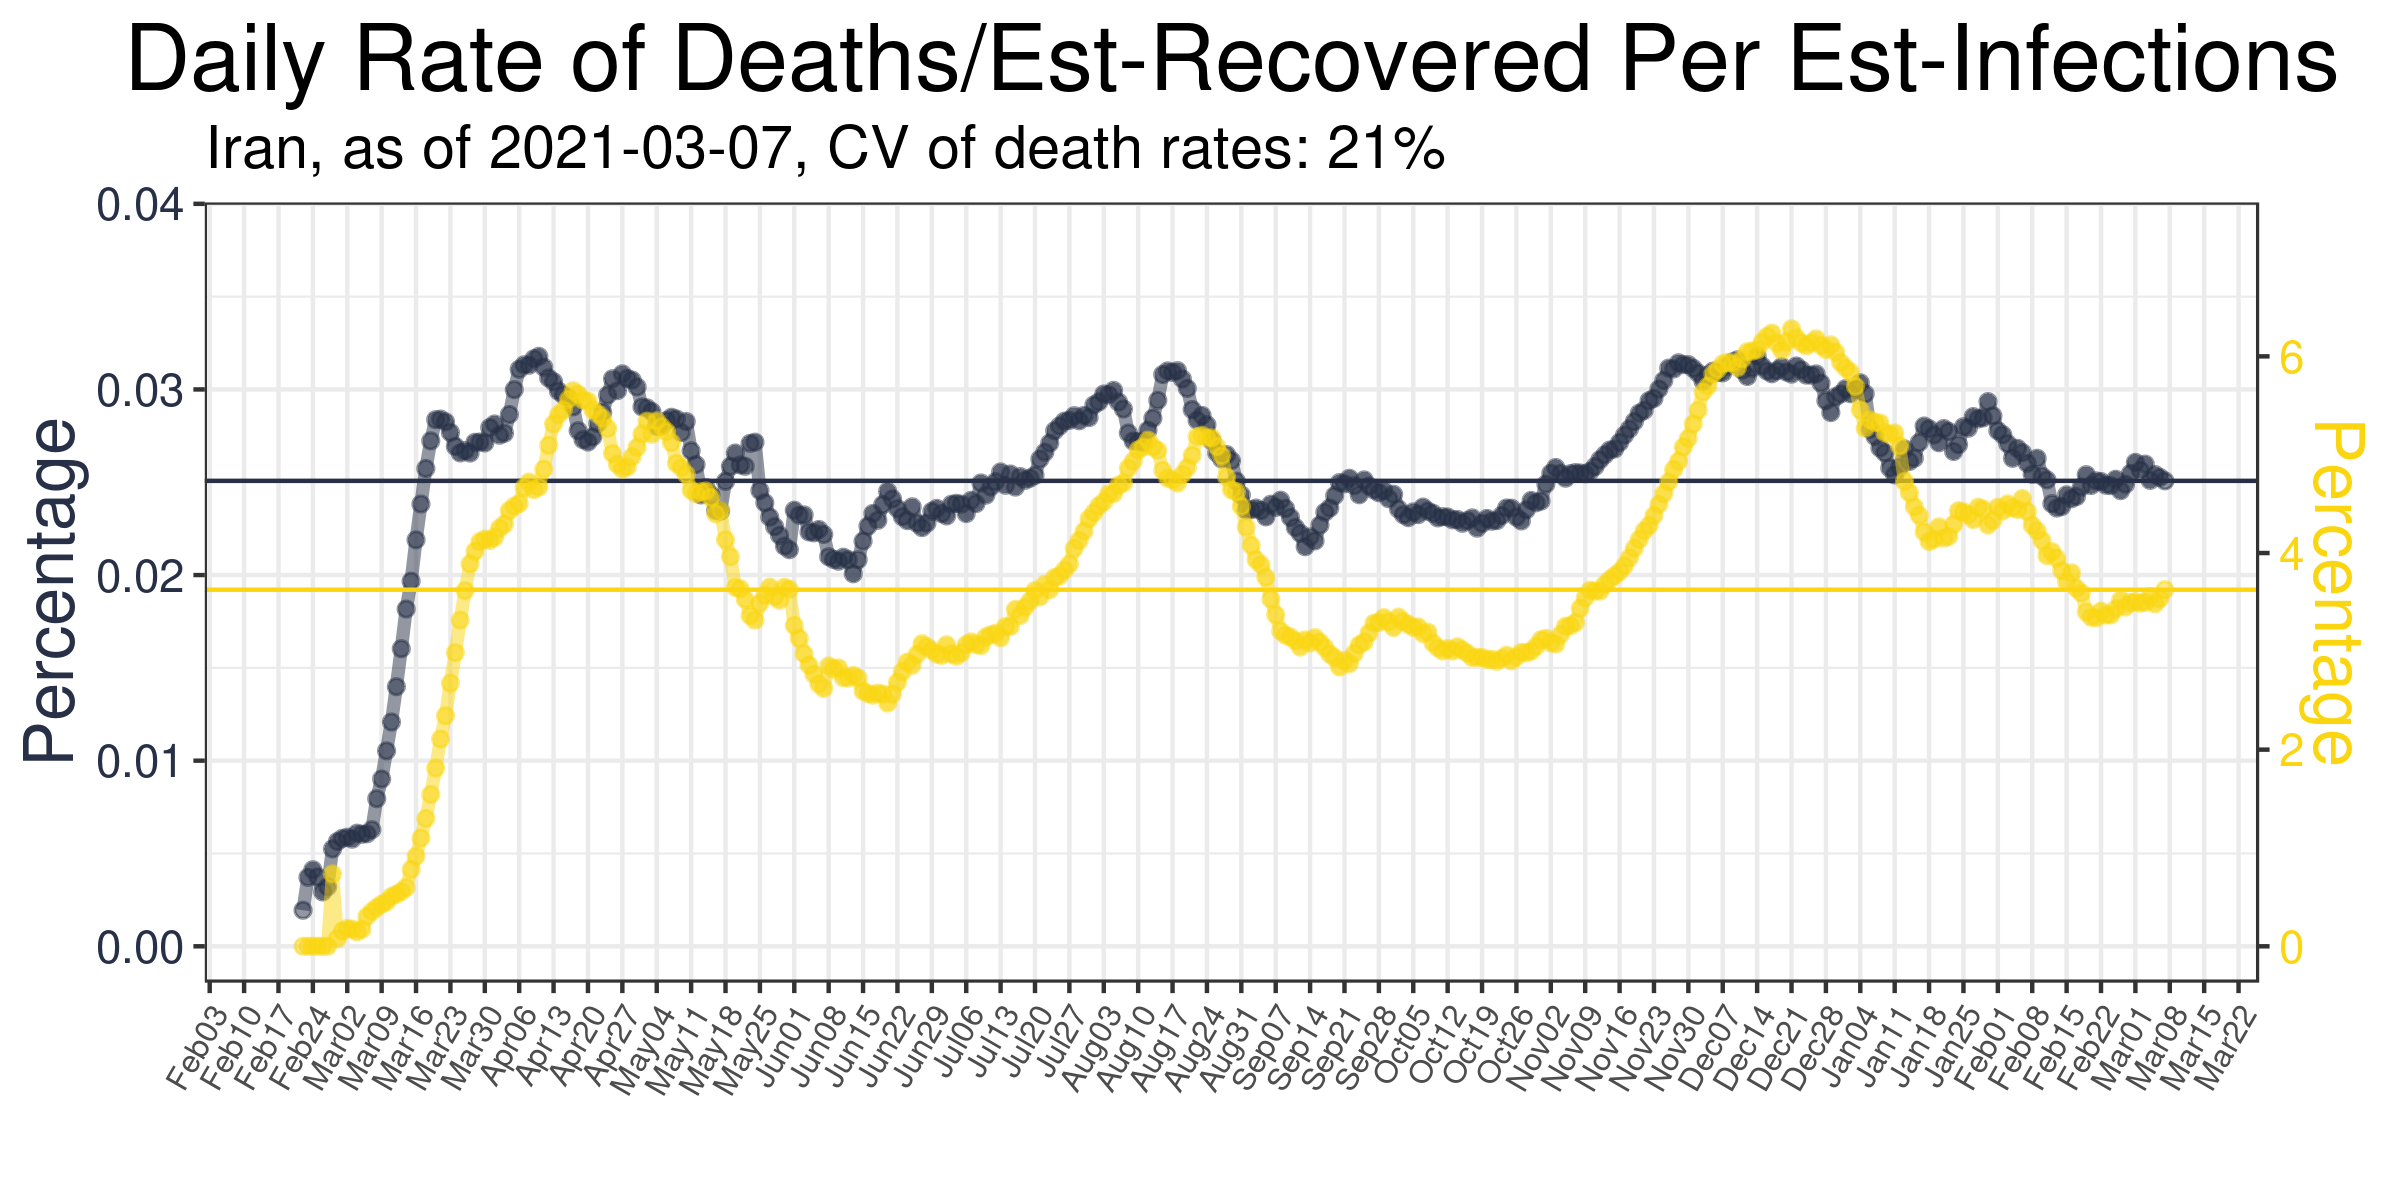 Daily Rate of Deaths/Est-Recovered Per Est-Infections
Iran, as of 2021-03-07, CV of death rates: 21%
Percentage
0.04
0.03
0.02
0.01
0.00
6
4
2
0
Percentage
Feb03
Feb10
Feb17
Feb24
Mar02
Mar09
Mar16
Mar23
Mar30
Apr06
Apr13
Apr20
Apr27
May04
May11
May18
May25
Jun01
Jun08
Jun15
Jun22
Jun29
Jul06
Jul13
Jul20
Jul27
Aug03
Aug10
Aug17
Aug24
Aug31
Sep07
Sep14
Sep21
Sep28
Oct05
Oct12
Oct19
Oct26
Nov02
Nov09
Nov16
Nov23
Nov30
Dec07
Dec14
Dec21
Dec28
Jan04
Jan11
Jan18
Jan25
Feb01
Feb08
Feb15
Feb22
Mar01
Mar08
Mar15
Mar22